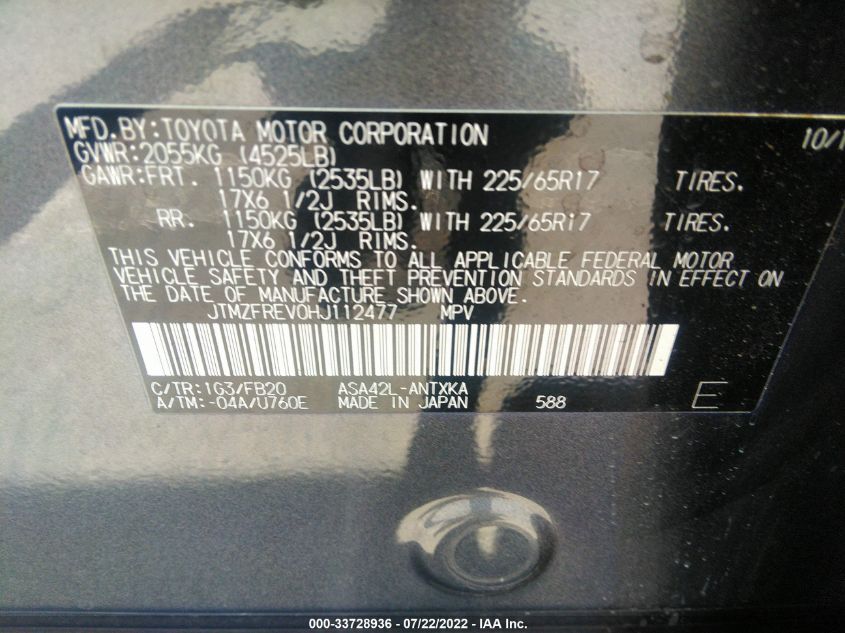 MFD.BY:TOYOTA MOTOR CORPORATION 10/1
GVWR:2055KG (4525LB)
GAWR:FRT. 1150KG (2535LB) WITH 225/65R17 TIRES.
17X6 1/2J RIMS.
RR. 1150KG (2535LB) WITH 225/65R17 TIRES.
17X6 1/2J RIMS.
THIS VEHICLE CONFORMS TO ALL APPLICABLE FEDERAL MOTOR
VEHICLE SAFETY AND THEFT PREVENTION STANDARDS IN EFFECT ON
THE DATE OF MANUFACTURE SHOWN ABOVE.
JTMZFREV0HJ112477 MPV
C/TR:1G3/FB20 ASA42L-ANTXKA
A/TM:-04A/U760E MADE IN JAPAN 588 E
000-33728936 - 07/22/2022 - IAA Inc.